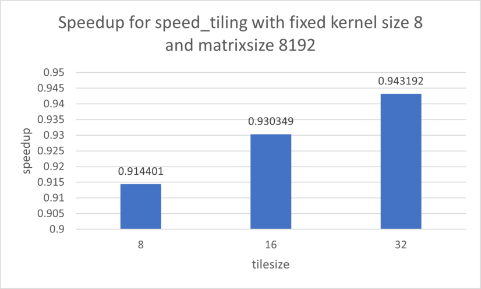 Speedup for speed_tiling with fixed kernel size 8
and matrixsize 8192
0.95
0.945
0.94
0.935
0.93
0.925
0.92
0.915
0.91
0.905
0.9
speedup
0.914401
0.930349
0.943192
8 16 32
tilesize